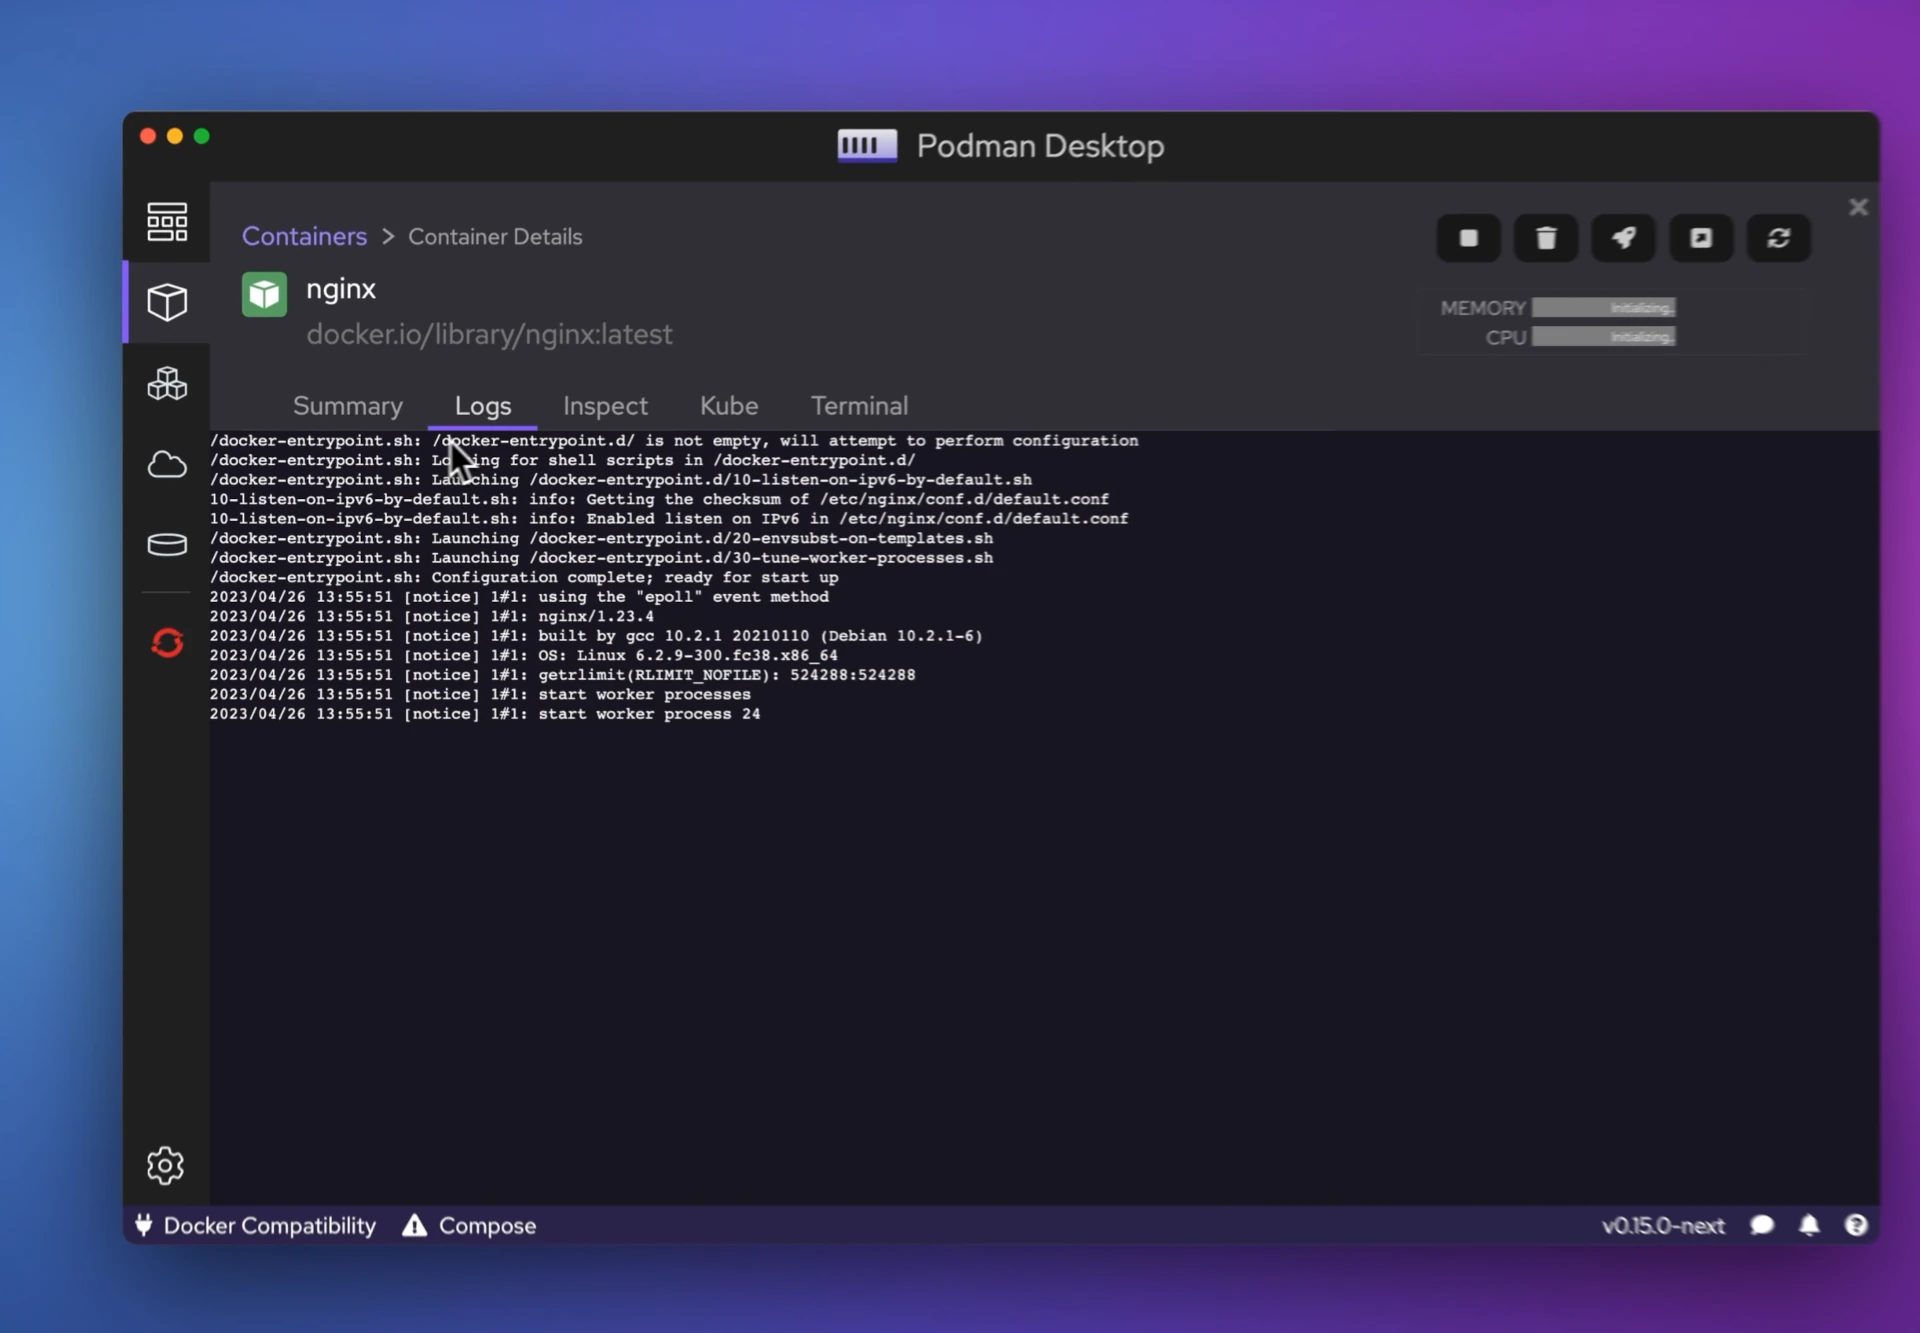 Podman Desktop
Containers > Container Details
nginx
docker.io/library/nginx:latest
MEMORY Initializing.
CPU Initializing.
Summary Logs Inspect Kube Terminal
/docker-entrypoint.sh: /docker-entrypoint.d/ is not empty, will attempt to perform configuration
/docker-entrypoint.sh: Looking for shell scripts in /docker-entrypoint.d/
/docker-entrypoint.sh: Launching /docker-entrypoint.d/10-listen-on-ipv6-by-default.sh
10-listen-on-ipv6-by-default.sh: info: Getting the checksum of /etc/nginx/conf.d/default.conf
10-listen-on-ipv6-by-default.sh: info: Enabled listen on IPv6 in /etc/nginx/conf.d/default.conf
/docker-entrypoint.sh: Launching /docker-entrypoint.d/20-envsubst-on-templates.sh
/docker-entrypoint.sh: Launching /docker-entrypoint.d/30-tune-worker-processes.sh
/docker-entrypoint.sh: Configuration complete; ready for start up
2023/04/26 13:55:51 [notice] 1#1: using the "epoll" event method
2023/04/26 13:55:51 [notice] 1#1: nginx/1.23.4
2023/04/26 13:55:51 [notice] 1#1: built by gcc 10.2.1 20210110 (Debian 10.2.1-6)
2023/04/26 13:55:51 [notice] 1#1: OS: Linux 6.2.9-300.fc38.x86_64
2023/04/26 13:55:51 [notice] 1#1: getrlimit(RLIMIT_NOFILE): 524288:524288
2023/04/26 13:55:51 [notice] 1#1: start worker processes
2023/04/26 13:55:51 [notice] 1#1: start worker process 24
Docker Compatibility Compose v0.15.0-next